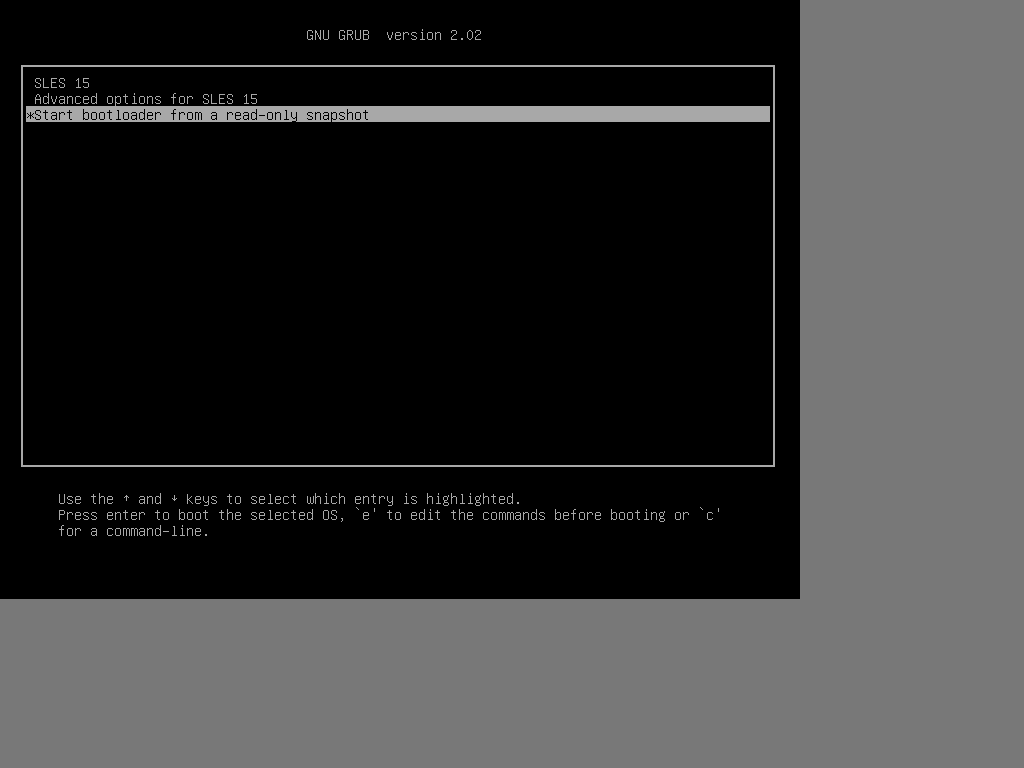 GNU GRUB  version 2.02
SLES 15
Advanced options for SLES 15
*Start bootloader from a read-only snapshot
Use the ↑ and ↓ keys to select which entry is highlighted.
Press enter to boot the selected OS, `e' to edit the commands before booting or `c'
for a command-line.